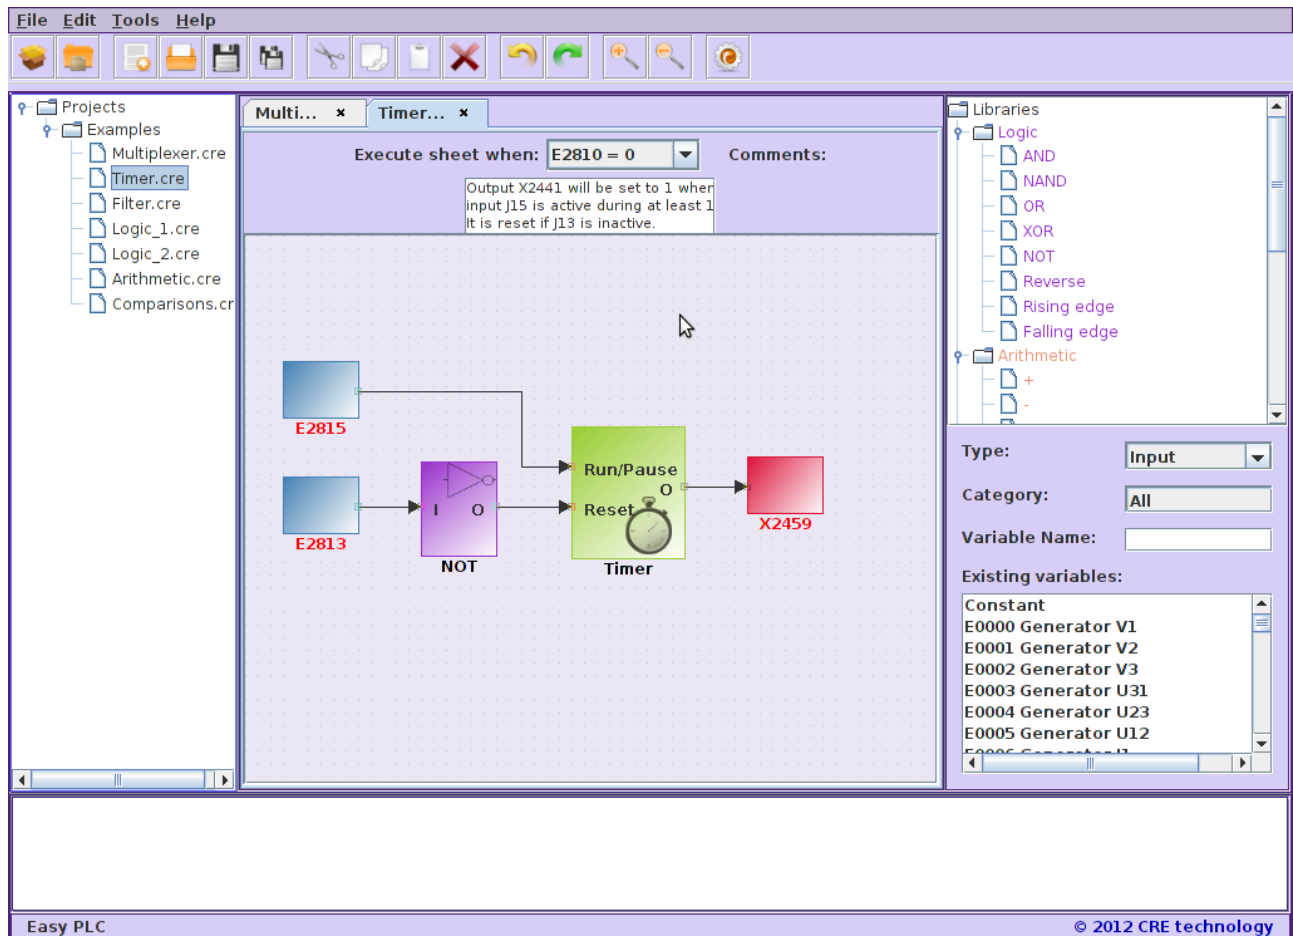 File Edit Tools Help
Projects
Examples
Multiplexer.cre
Timer.cre
Filter.cre
Logic_1.cre
Logic_2.cre
Arithmetic.cre
Comparisons.cr
Multi... ×
Timer... ×
Execute sheet when: E2810 = 0 Comments:
Output X2441 will be set to 1 when
input J15 is active during at least 1
It is reset if J13 is inactive.
E2815
E2813
I O
NOT
Run/Pause
O
Reset
Timer
X2459
Libraries
Logic
AND
NAND
OR
XOR
NOT
Reverse
Rising edge
Falling edge
Arithmetic
+
-
Type: Input
Category: All
Variable Name:
Existing variables:
Constant
E0000 Generator V1
E0001 Generator V2
E0002 Generator V3
E0003 Generator U31
E0004 Generator U23
E0005 Generator U12
E0006 Generator I1
Easy PLC
© 2012 CRE technology